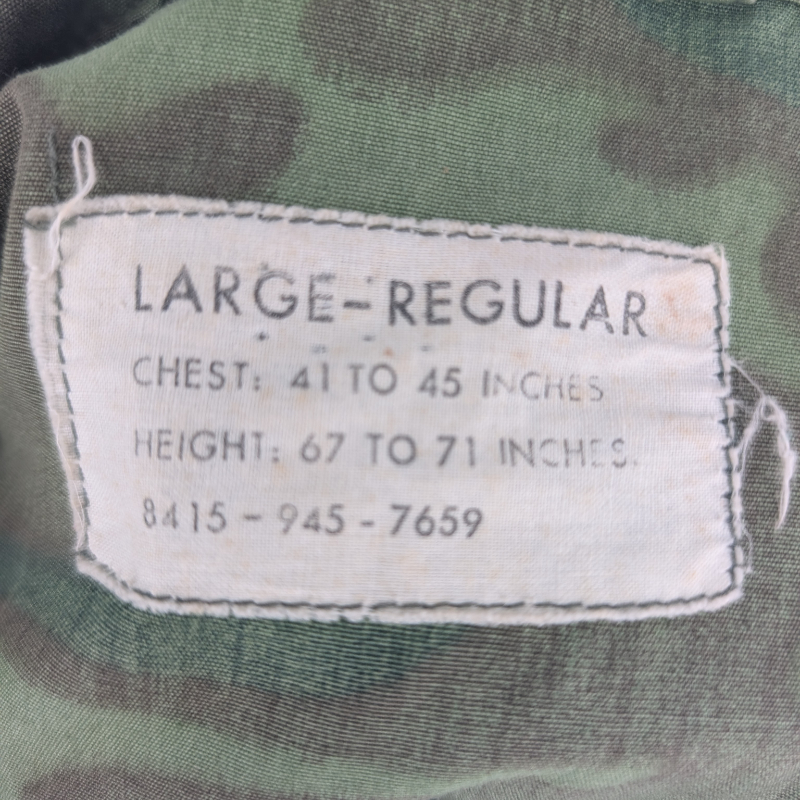 LARGE-REGULAR
CHEST: 41 TO 45 INCHES
HEIGHT: 67 TO 71 INCHES.
8415 - 945 - 7659